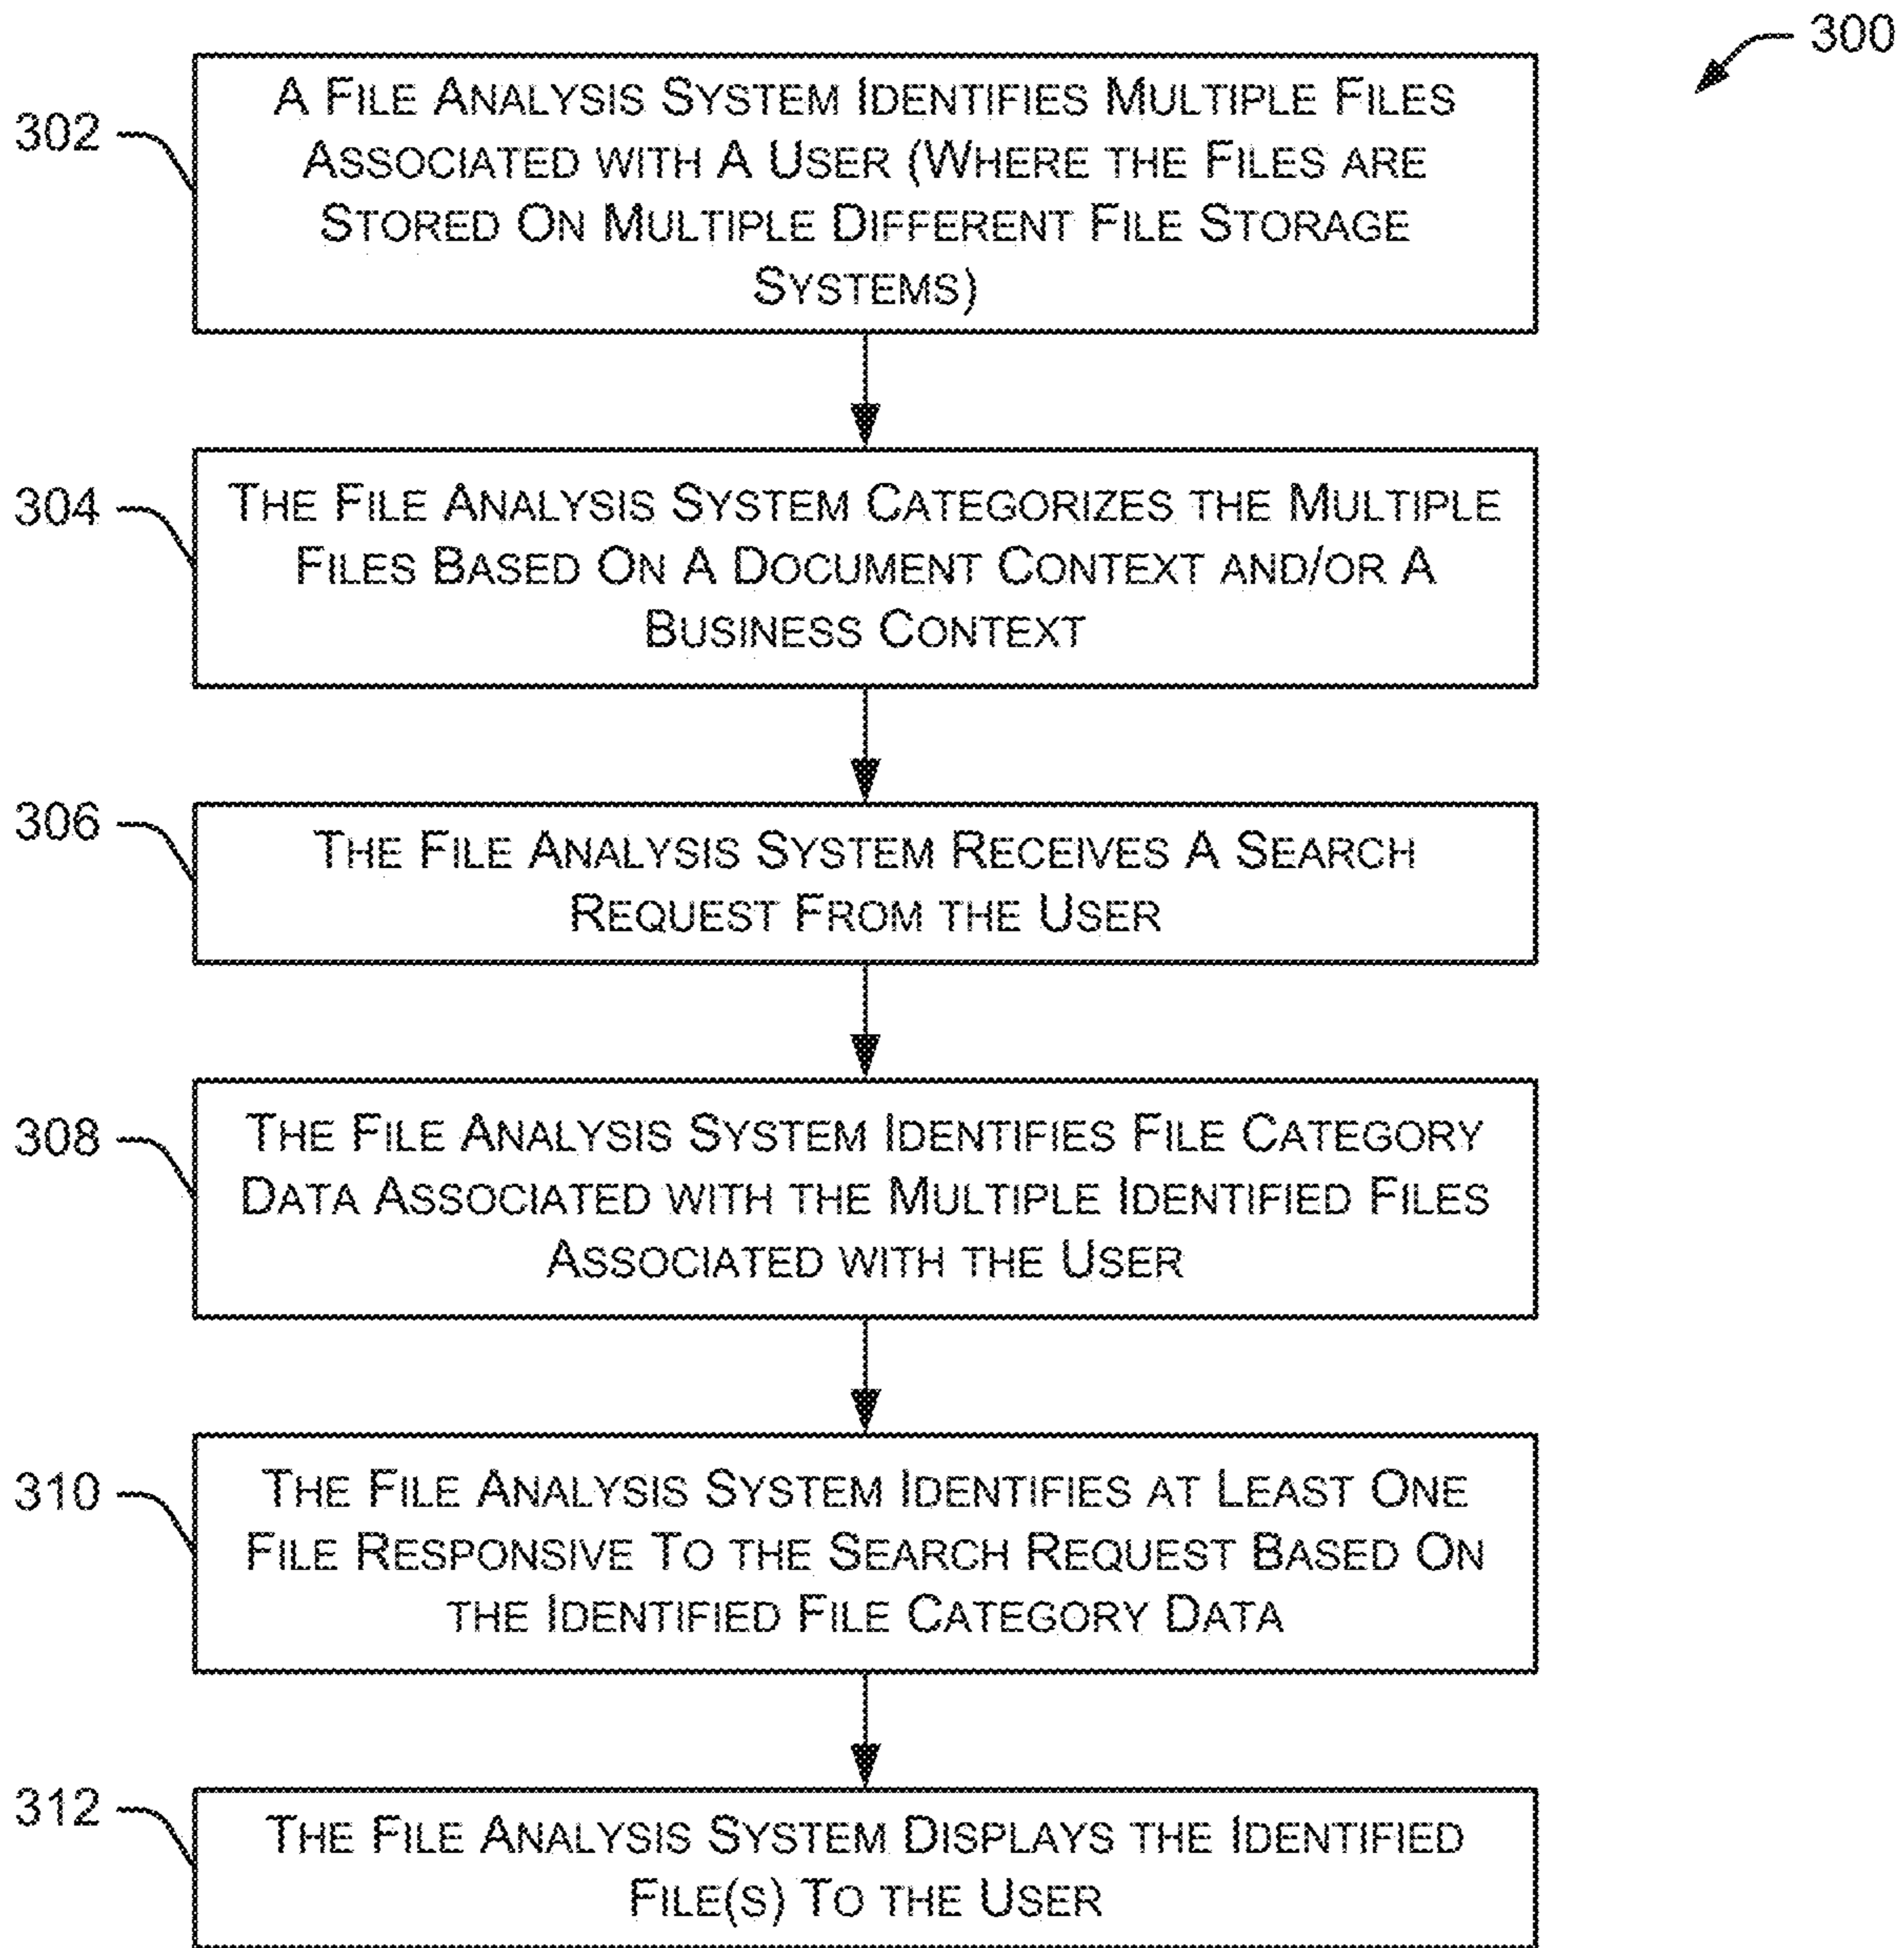 300
302
A FILE ANALYSIS SYSTEM IDENTIFIES MULTIPLE FILES
ASSOCIATED WITH A USER (WHERE THE FILES ARE
STORED ON MULTIPLE DIFFERENT FILE STORAGE
SYSTEMS)
304
THE FILE ANALYSIS SYSTEM CATEGORIZES THE MULTIPLE
FILES BASED ON A DOCUMENT CONTEXT AND/OR A
BUSINESS CONTEXT
306
THE FILE ANALYSIS SYSTEM RECEIVES A SEARCH
REQUEST FROM THE USER
308
THE FILE ANALYSIS SYSTEM IDENTIFIES FILE CATEGORY
DATA ASSOCIATED WITH THE MULTIPLE IDENTIFIED FILES
ASSOCIATED WITH THE USER
310
THE FILE ANALYSIS SYSTEM IDENTIFIES AT LEAST ONE
FILE RESPONSIVE TO THE SEARCH REQUEST BASED ON
THE IDENTIFIED FILE CATEGORY DATA
312
THE FILE ANALYSIS SYSTEM DISPLAYS THE IDENTIFIED
FILE(S) TO THE USER